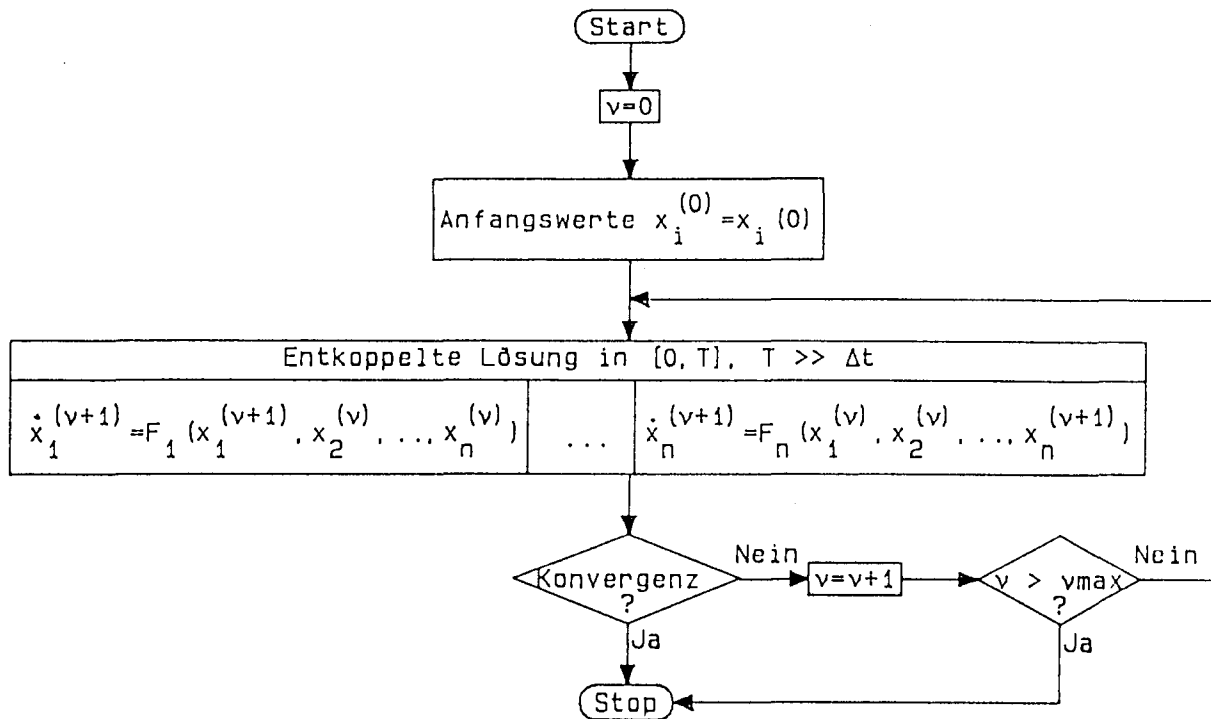 Start
ν=0
Anfangswerte x_i^(0)=x_i(0)
Entkoppelte Lösung in [0,T], T >> Δt
ẋ_1^(ν+1)=F_1(x_1^(ν+1),x_2^(ν),...,x_n^(ν))
...
ẋ_n^(ν+1)=F_n(x_1^(ν),x_2^(ν),...,x_n^(ν+1))
Konvergenz
?
Nein
ν=ν+1
ν > νmax
?
Nein
Ja
Ja
Stop